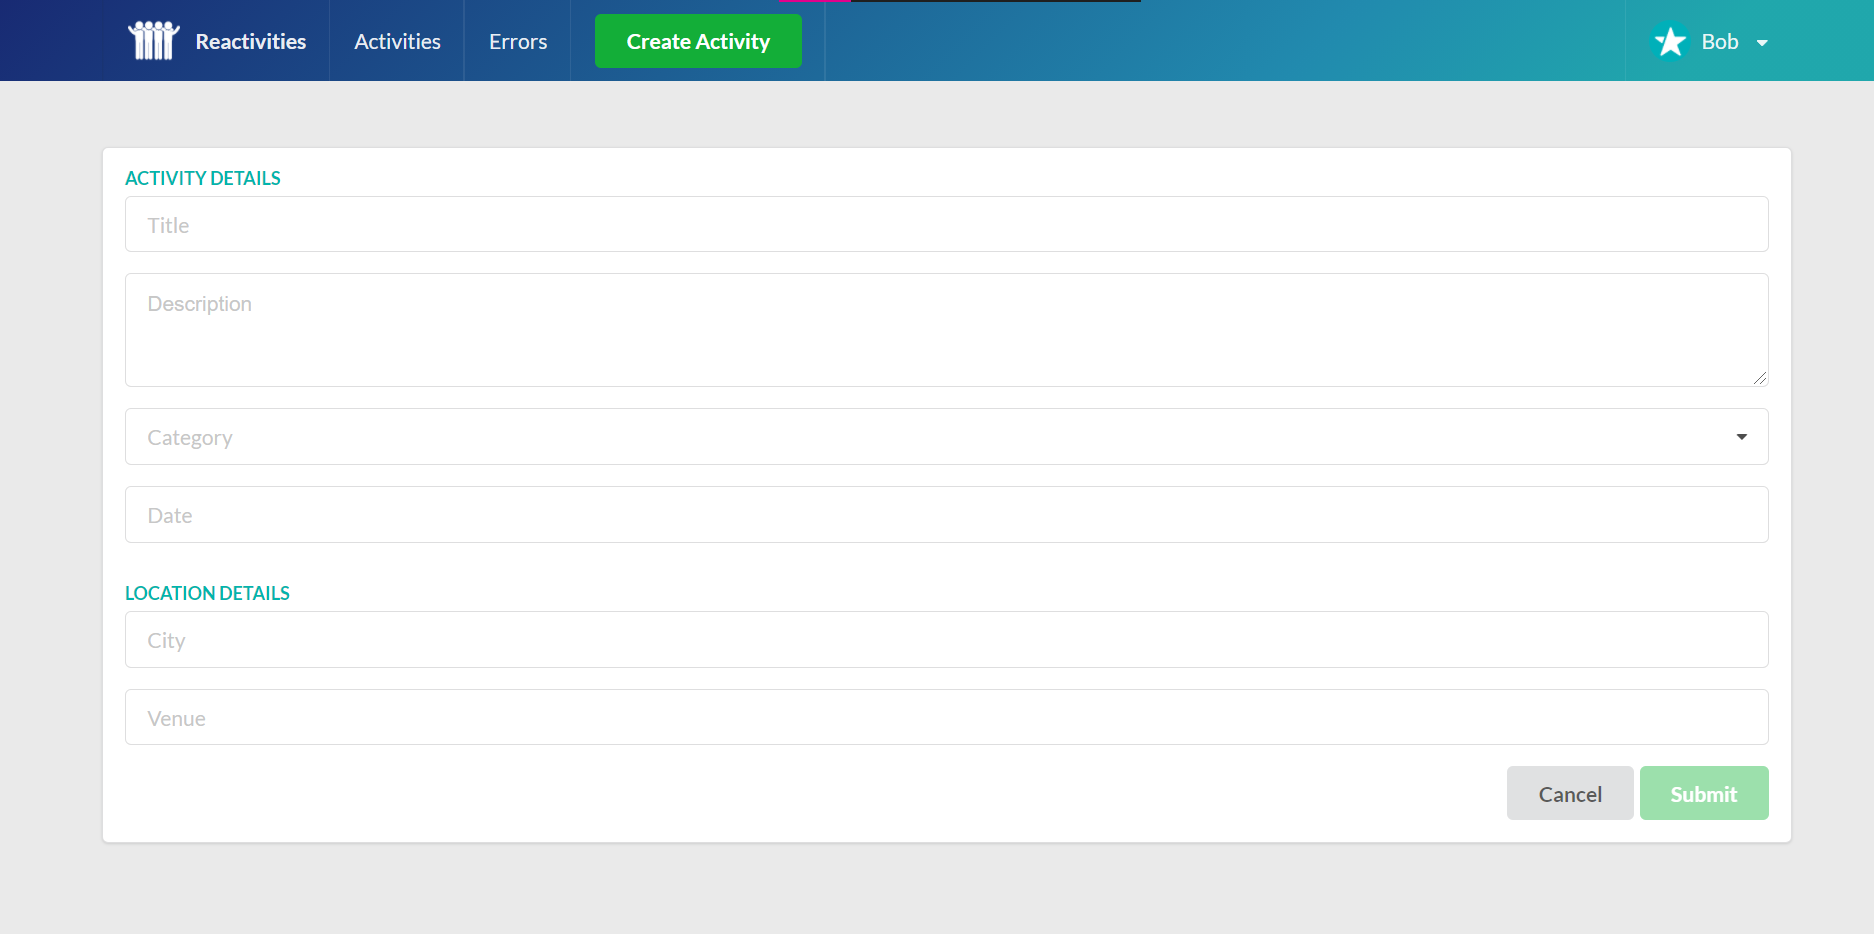 Reactivities Activities Errors Create Activity Bob
ACTIVITY DETAILS
Title
Description
Category
Date
LOCATION DETAILS
City
Venue
Cancel Submit